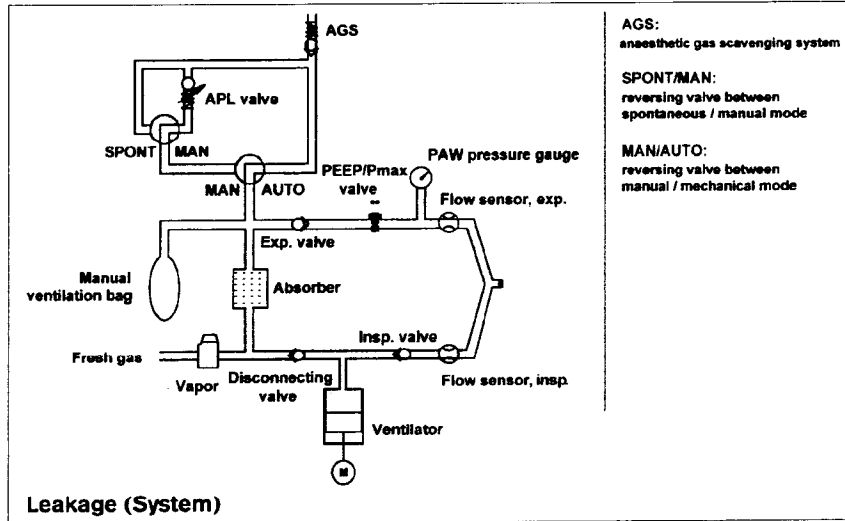 AGS
APL valve
SPONT
MAN
MAN
AUTO
PEEP/Pmax
valve
PAW pressure gauge
Flow sensor, exp.
Exp. valve
Manual
ventilation bag
Absorber
Insp. valve
Fresh gas
Vapor
Disconnecting
valve
Flow sensor, insp.
Ventilator
M
Leakage (System)
AGS:
anaesthetic gas scavenging system
SPONT/MAN:
reversing valve between
spontaneous / manual mode
MAN/AUTO:
reversing valve between
manual / mechanical mode